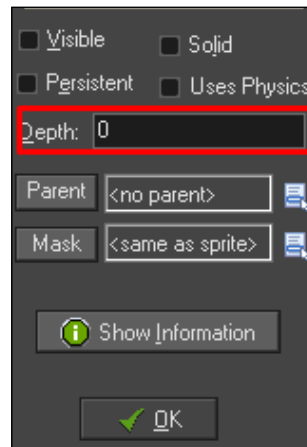 Visible Solid
Persistent Uses Physics
Depth: 0
Parent <no parent>
Mask <same as sprite>
Show Information
OK